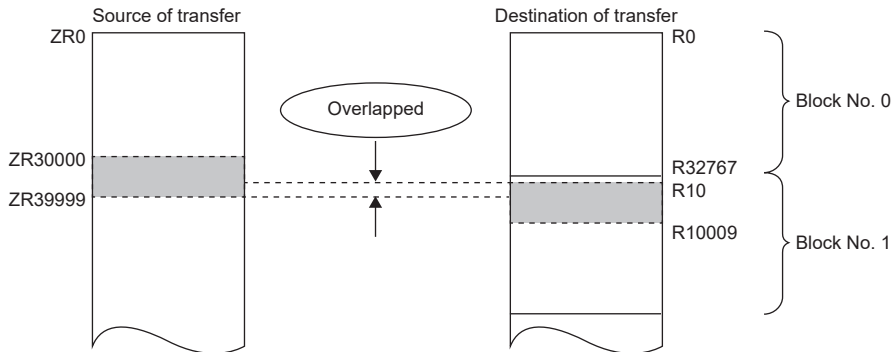 Source of transfer
Destination of transfer
ZR0
R0
Block No. 0
Overlapped
ZR30000
R32767
R10
ZR39999
R10009
Block No. 1